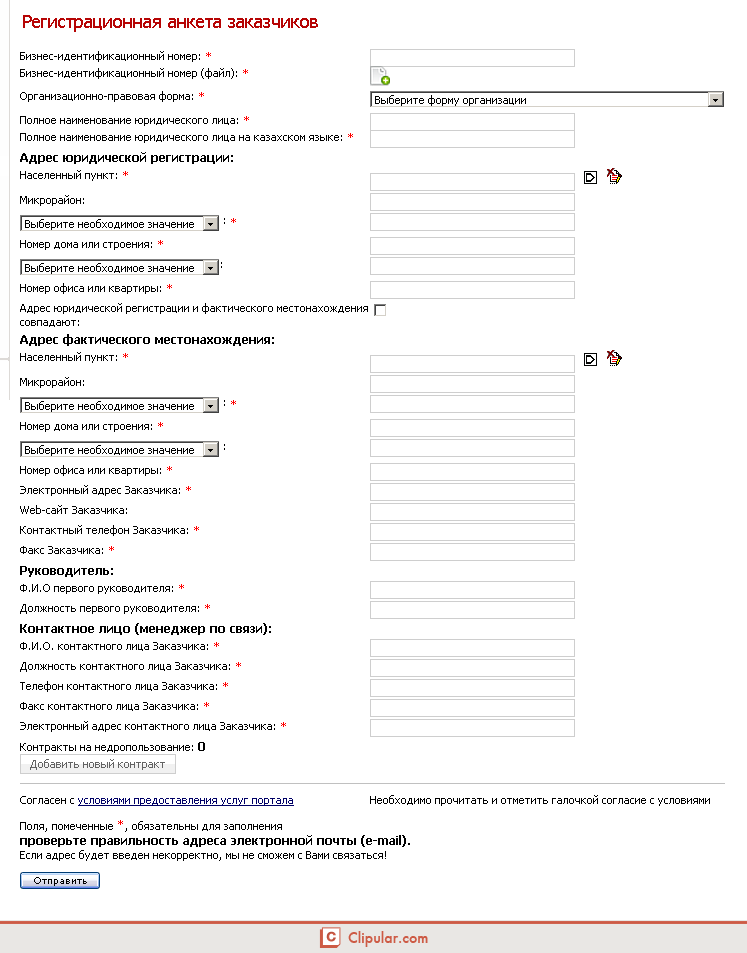 Регистрационная анкета заказчиков
Бизнес-идентификационный номер: *
Бизнес-идентификационный номер (файл): *
Организационно-правовая форма: * Выберите форму организации
Полное наименование юридического лица: *
Полное наименование юридического лица на казахском языке: *
Адрес юридической регистрации:
Населенный пункт: *
Микрорайон:
Выберите необходимое значение : *
Номер дома или строения: *
Выберите необходимое значение :
Номер офиса или квартиры: *
Адрес юридической регистрации и фактического местонахождения
совпадают:
Адрес фактического местонахождения:
Населенный пункт: *
Микрорайон:
Выберите необходимое значение : *
Номер дома или строения: *
Выберите необходимое значение :
Номер офиса или квартиры: *
Электронный адрес Заказчика: *
Web-сайт Заказчика:
Контактный телефон Заказчика: *
Факс Заказчика: *
Руководитель:
Ф.И.О первого руководителя: *
Должность первого руководителя: *
Контактное лицо (менеджер по связи):
Ф.И.О. контактного лица Заказчика: *
Должность контактного лица Заказчика: *
Телефон контактного лица Заказчика: *
Факс контактного лица Заказчика: *
Электронный адрес контактного лица Заказчика: *
Контракты на недропользование: 0
Добавить новый контракт
Согласен с условиями предоставления услуг портала Необходимо прочитать и отметить галочкой согласие с условиями
Поля, помеченные *, обязательны для заполнения
проверьте правильность адреса электронной почты (e-mail).
Если адрес будет введен некорректно, мы не сможем с Вами связаться!
Отправить
C Clipular.com